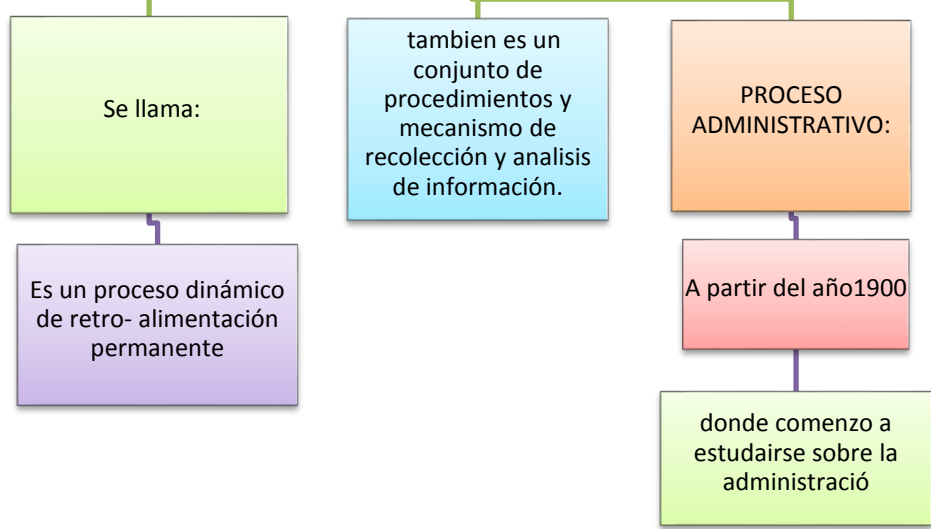 Se llama:
Es un proceso dinámico
de retro- alimentación
permanente
tambien es un
conjunto de
procedimientos y
mecanismo de
recolección y analisis
de información.
PROCESO
ADMINISTRATIVO:
A partir del año1900
donde comenzo a
estudairse sobre la
administració